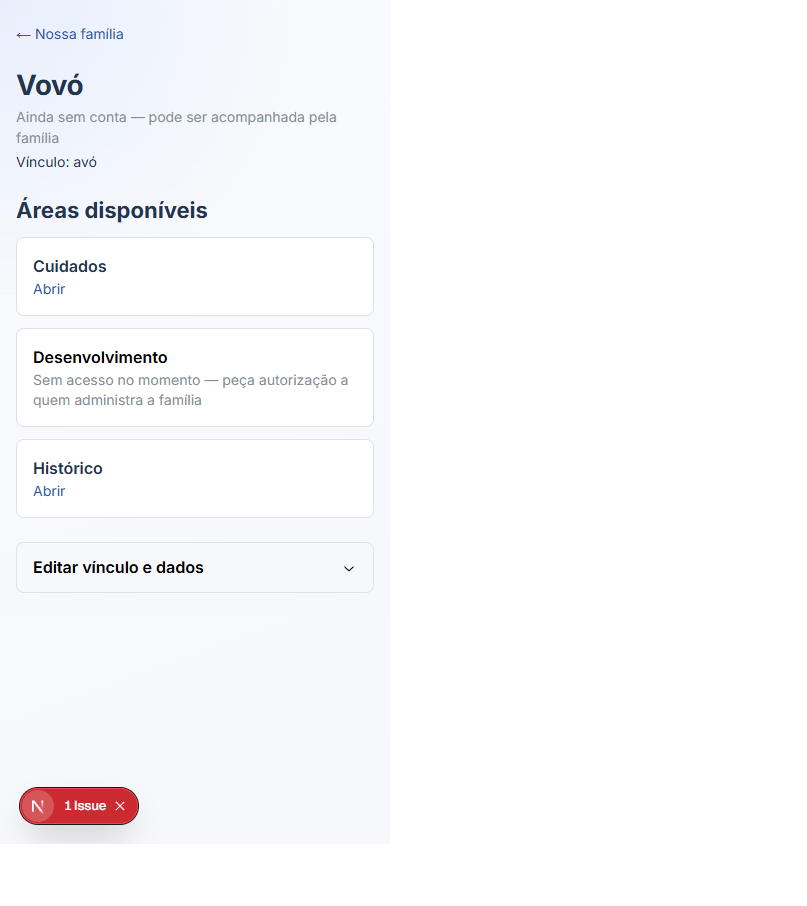 ← Nossa família
Vovó
Ainda sem conta — pode ser acompanhada pela
família
Vínculo: avó
Áreas disponíveis
Cuidados
Abrir
Desenvolvimento
Sem acesso no momento — peça autorização a
quem administra a família
Histórico
Abrir
Editar vínculo e dados
N 1 Issue ×